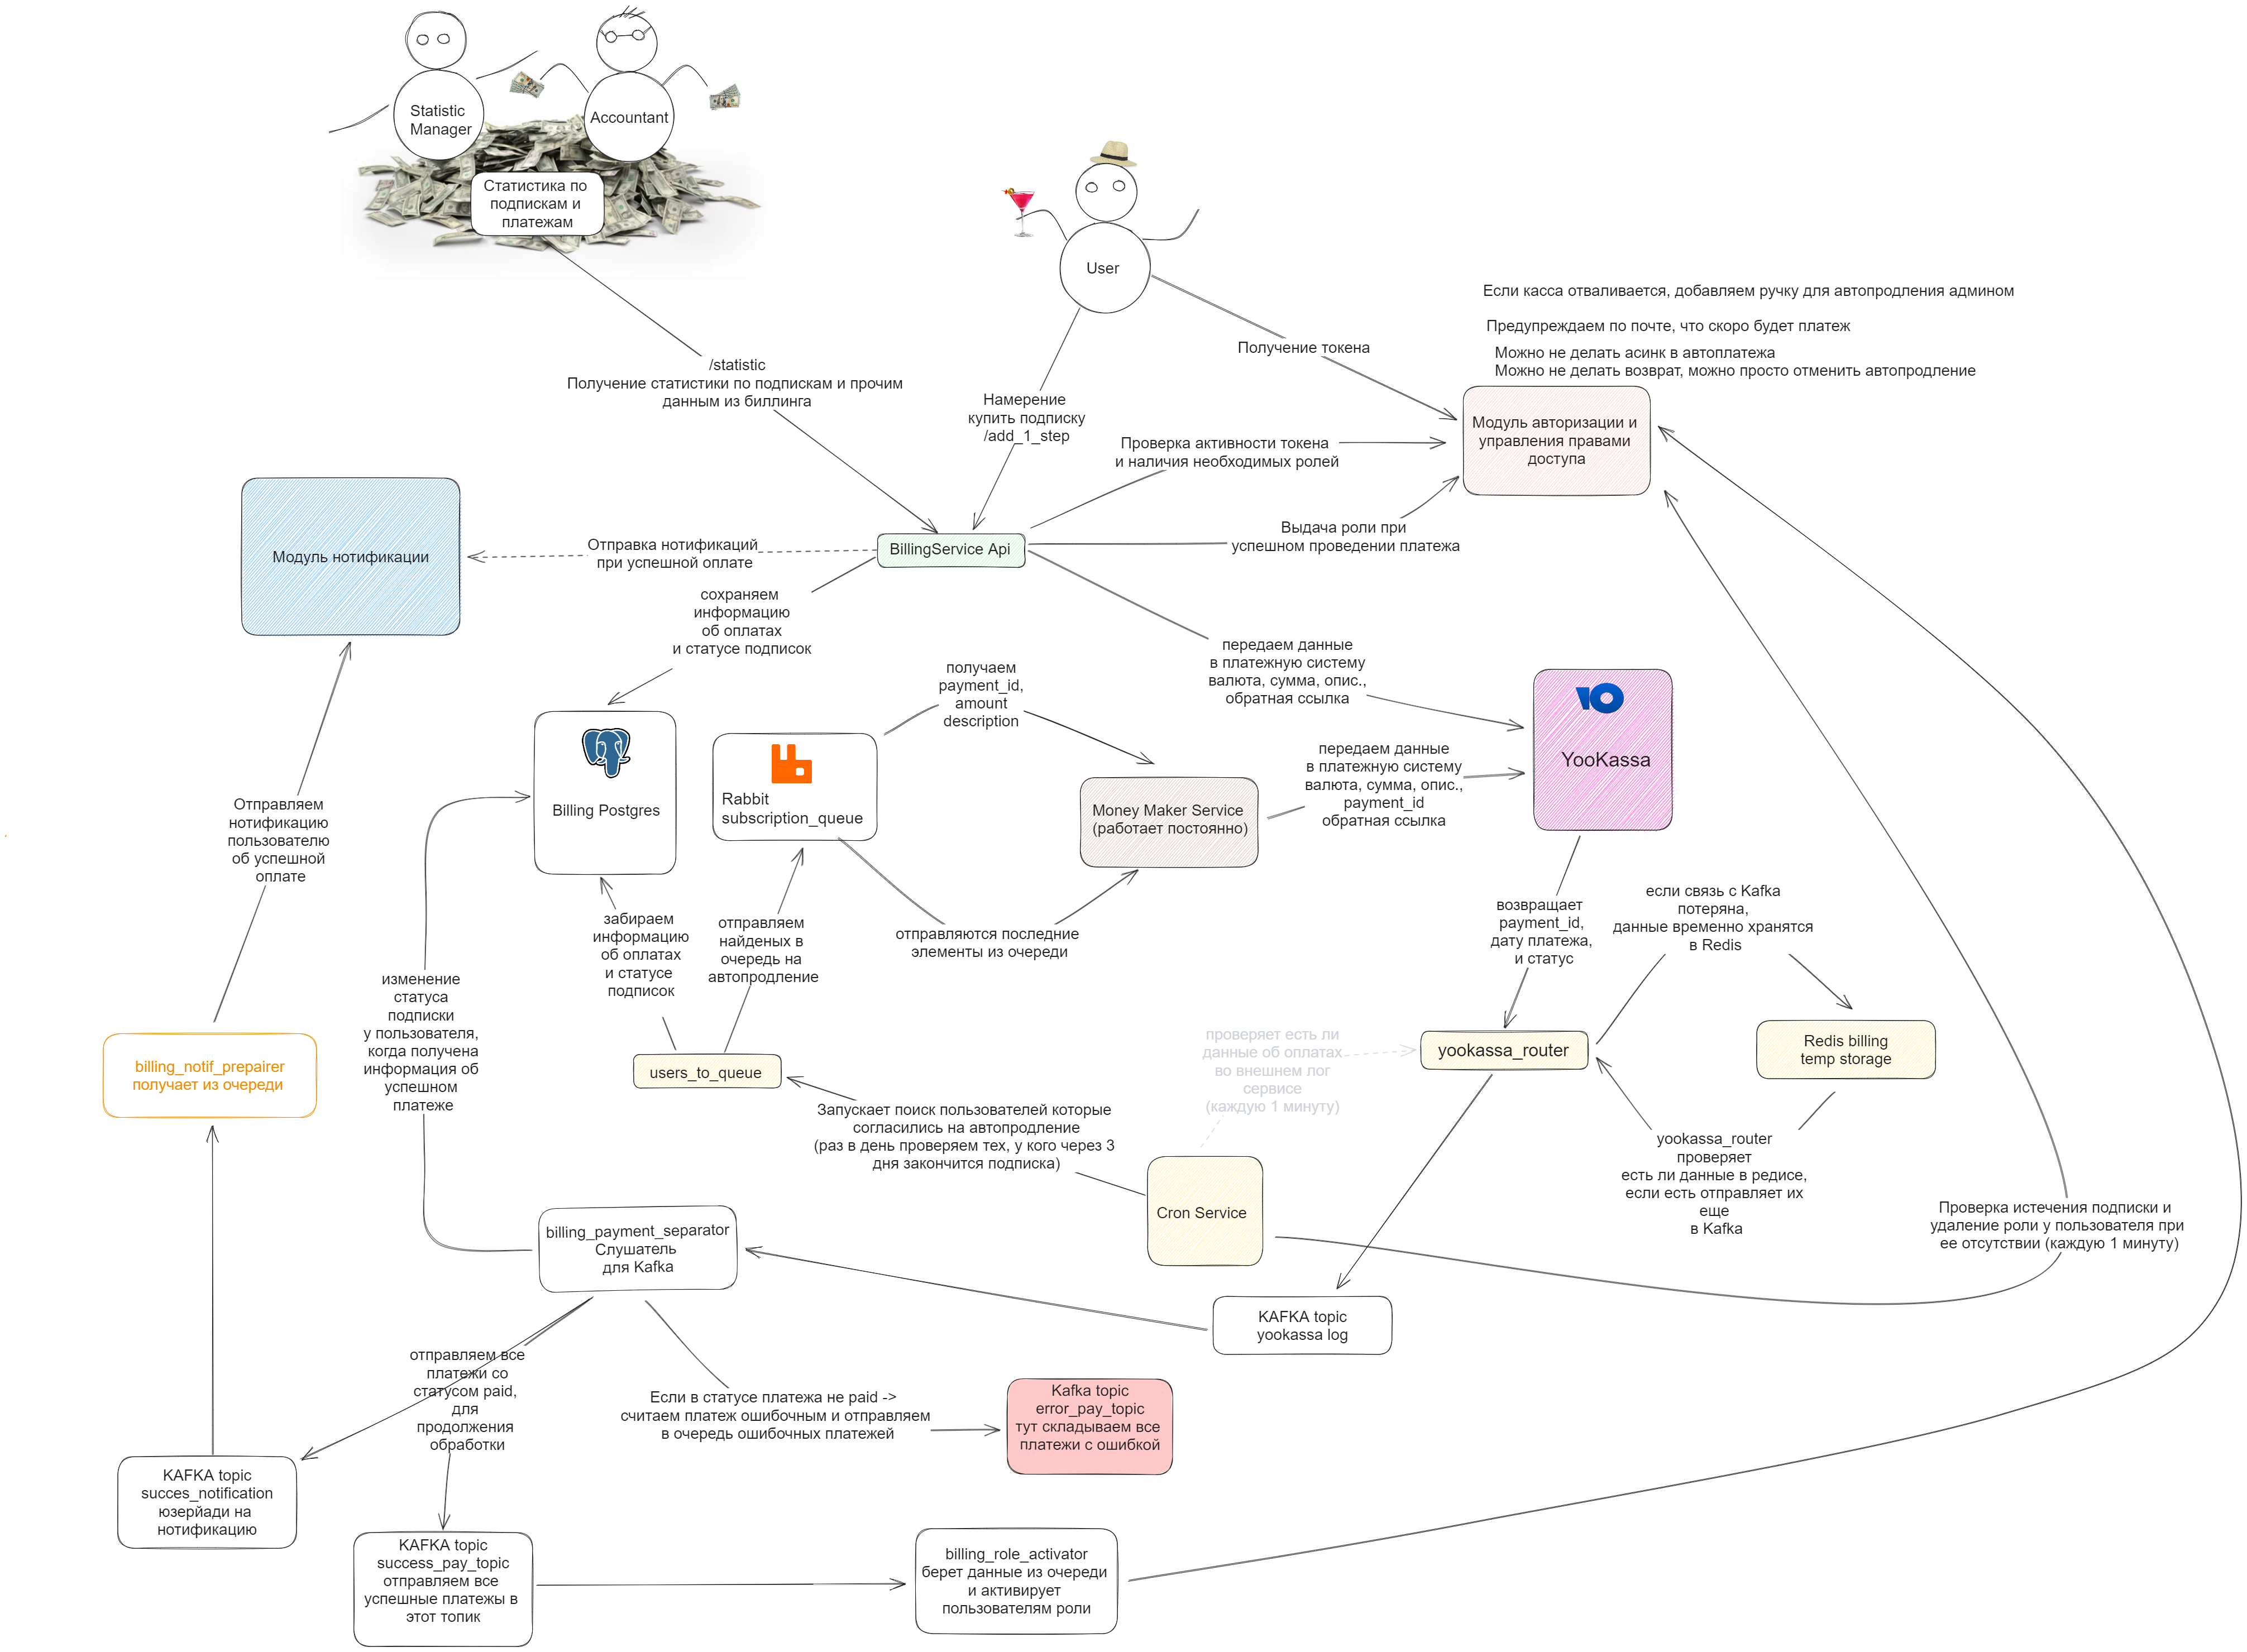 Statistic
Manager
Accountant
Статистика по
подпискам и
платежам
User
Если касса отваливается, добавляем ручку для автопродления админом
Предупреждаем по почте, что скоро будет платеж
Можно не делать асинк в автоплатежа
Можно не делать возврат, можно просто отменить автопродление
Получение токена
/statistic
Получение статистики по подпискам и прочим
данным из биллинга
Намерение
купить подписку
/add_1_step
Проверка активности токена
и наличия необходимых ролей
Модуль авторизации и
управления правами
доступа
Выдача роли при
успешном проведении платежа
Модуль нотификации
Отправка нотификаций
при успешной оплате
BillingService Api
сохраняем
информацию
об оплатах
и статусе подписок
передаем данные
в платежную систему
валюта, сумма, опис.,
обратная ссылка
получаем
payment_id,
amount
description
YooKassa
передаем данные
в платежную систему
валюта, сумма, опис.,
payment_id
обратная ссылка
Billing Postgres
Rabbit
subscription_queue
Money Maker Service
(работает постоянно)
Отправляем
нотификацию
пользователю
об успешной
оплате
забираем
информацию
об оплатах
и статусе
подписок
отправляем
найденых в
очередь на
автопродление
отправляются последние
элементы из очереди
возвращает
payment_id,
дату платежа,
и статус
если связь с Kafka
потеряна,
данные временно хранятся
в Redis
изменение
статуса
подписки
у пользователя,
когда получена
информация об
успешном
платеже
billing_notif_prepairer
получает из очереди
users_to_queue
проверяет есть ли
данные об оплатах
во внешнем лог
сервисе
(каждую 1 минуту)
yookassa_router
Redis billing
temp storage
Запускает поиск пользователей которые
согласились на автопродление
(раз в день проверяем тех, у кого через 3
дня закончится подписка)
yookassa_router
проверяет
есть ли данные в редисе,
если есть отправляет их
еще
в Kafka
Cron Service
Проверка истечения подписки и
удаление роли у пользователя при
ее отсутствии (каждую 1 минуту)
billing_payment_separator
Слушатель
для Kafka
KAFKA topic
yookassa log
отправляем все
платежи со
статусом paid,
для
продолжения
обработки
Если в статусе платежа не paid ->
считаем платеж ошибочным и отправляем
в очередь ошибочных платежей
Kafka topic
error_pay_topic
тут складываем все
платежи с ошибкой
KAFKA topic
succes_notification
юзерйади на
нотификацию
KAFKA topic
success_pay_topic
отправляем все
успешные платежы в
этот топик
billing_role_activator
берет данные из очереди
и активирует
пользователям роли